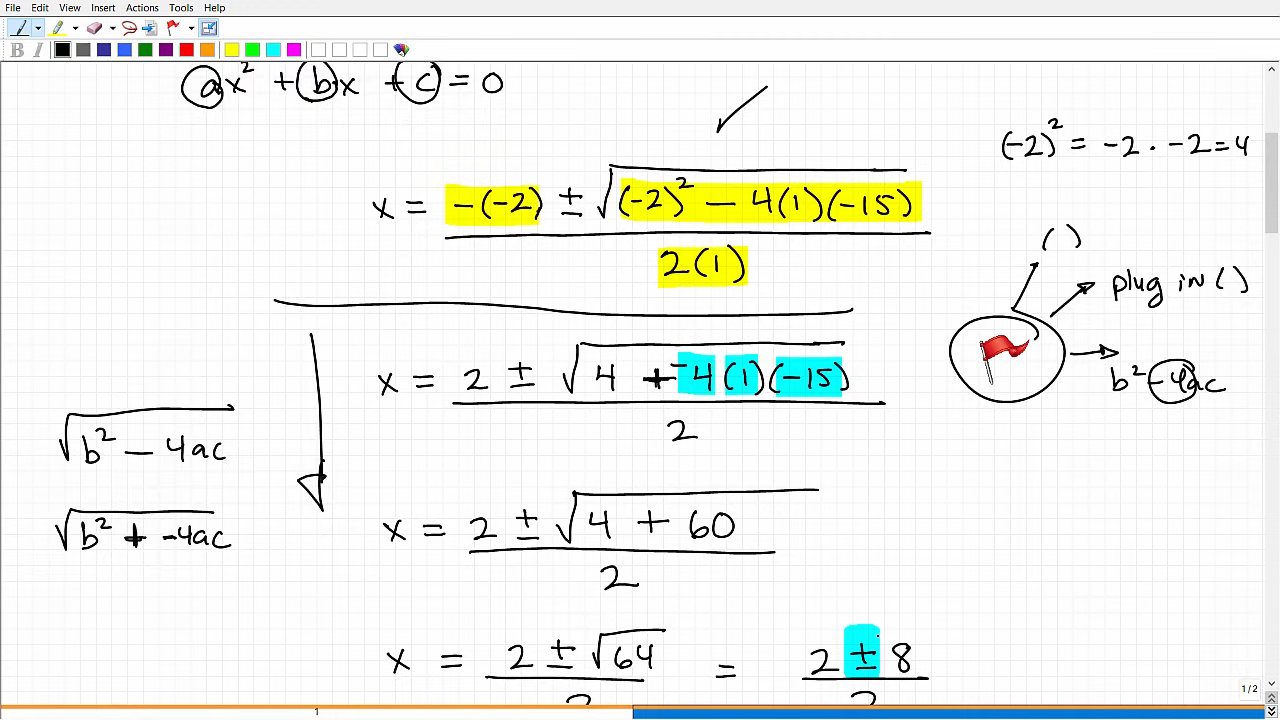 File Edit View Insert Actions Tools Help
B I
ax² + bx + c = 0
(-2)² = -2 · -2 = 4
x = -(-2) ± √(-2)² - 4(1)(-15)
2(1)
( )
plug in ( )
b² - 4ac
x = 2 ± √4 + -4(1)(-15)
2
√b² - 4ac
√b² + -4ac
x = 2 ± √4 + 60
2
x = 2 ± √64 = 2 ± 8
2 2
1/2
1